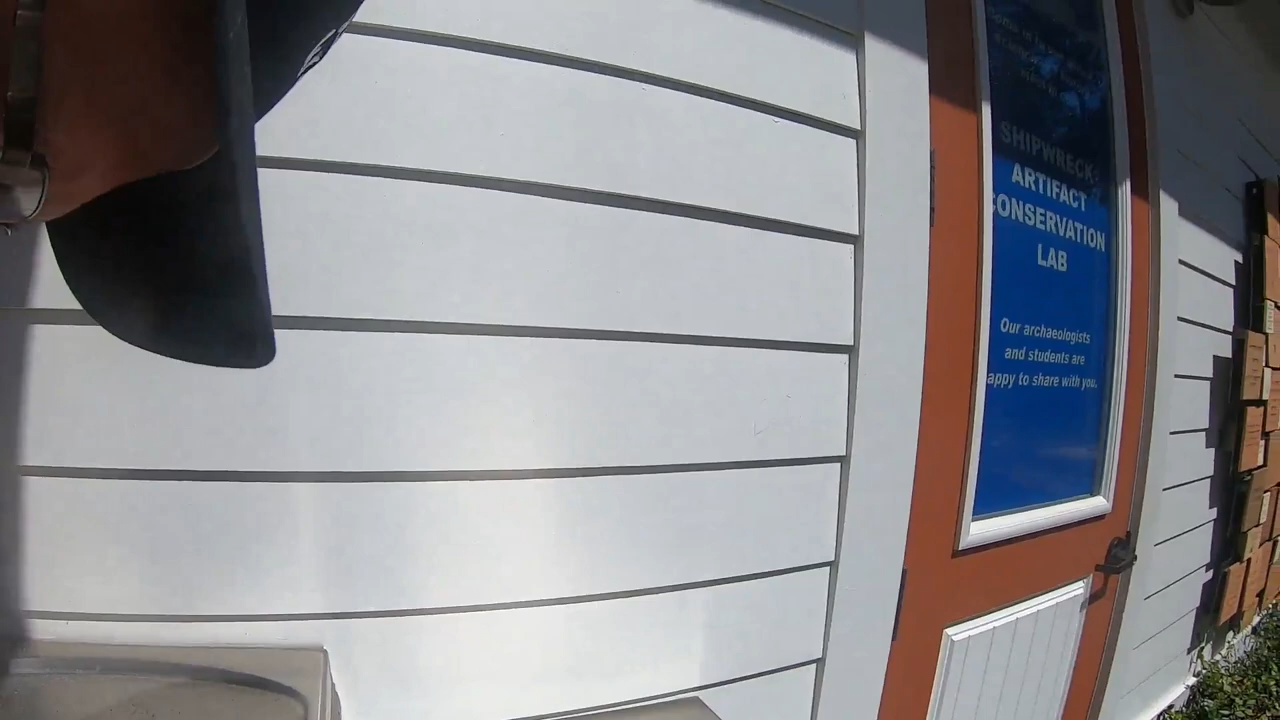 SHIPWRECK
ARTIFACT
CONSERVATION
LAB
Our archaeologists
and students are
appy to share with you.